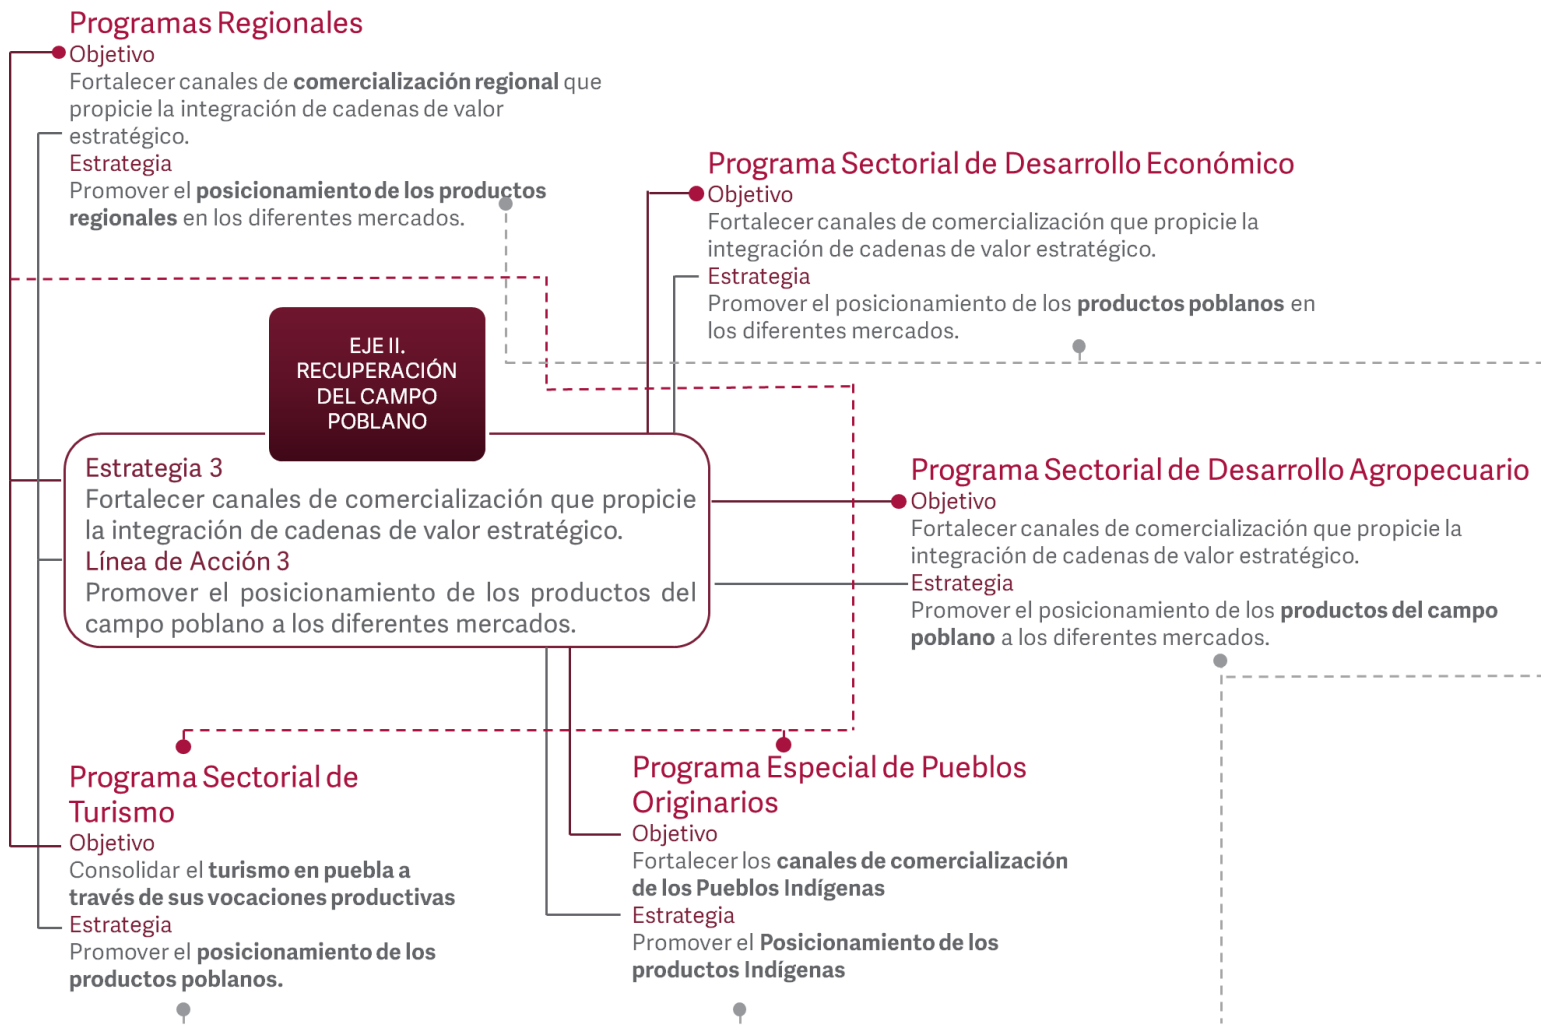 Programas Regionales
Objetivo
Fortalecer canales de comercialización regional que
propicie la integración de cadenas de valor
estratégico.
Estrategia
Promover el posicionamiento de los productos
regionales en los diferentes mercados.
Programa Sectorial de Desarrollo Económico
Objetivo
Fortalecer canales de comercialización que propicie la
integración de cadenas de valor estratégico.
Estrategia
Promover el posicionamiento de los productos poblanos en
los diferentes mercados.
EJE II.
RECUPERACIÓN
DEL CAMPO
POBLANO
Estrategia 3
Fortalecer canales de comercialización que propicie
la integración de cadenas de valor estratégico.
Línea de Acción 3
Promover el posicionamiento de los productos del
campo poblano a los diferentes mercados.
Programa Sectorial de Desarrollo Agropecuario
Objetivo
Fortalecer canales de comercialización que propicie la
integración de cadenas de valor estratégico.
Estrategia
Promover el posicionamiento de los productos del campo
poblano a los diferentes mercados.
Programa Sectorial de
Turismo
Objetivo
Consolidar el turismo en puebla a
través de sus vocaciones productivas
Estrategia
Promover el posicionamiento de los
productos poblanos.
Programa Especial de Pueblos
Originarios
Objetivo
Fortalecer los canales de comercialización
de los Pueblos Indígenas
Estrategia
Promover el Posicionamiento de los
productos Indígenas